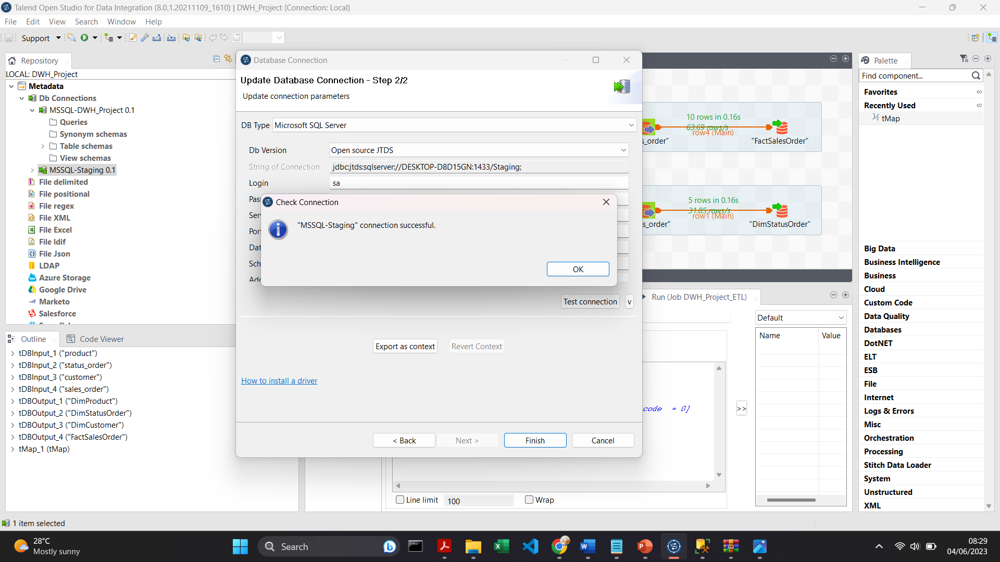 Talend Open Studio for Data Integration (8.0.1.20211109_1610) | DWH_Project (Connection: Local)
File Edit View Search Window Help
Support
Repository
LOCAL: DWH_Project
Metadata
Db Connections
MSSQL-DWH_Project 0.1
Queries
Synonym schemas
Table schemas
View schemas
MSSQL-Staging 0.1
File delimited
File positional
File regex
File XML
File Excel
File ldif
File Json
LDAP
Azure Storage
Google Drive
Marketo
Salesforce
Outline
Code Viewer
tDBInput_1 ("product")
tDBInput_2 ("status_order")
tDBInput_3 ("customer")
tDBInput_4 ("sales_order")
tDBOutput_1 ("DimProduct")
tDBOutput_2 ("DimStatusOrder")
tDBOutput_3 ("DimCustomer")
tDBOutput_4 ("FactSalesOrder")
tMap_1 (tMap)
1 item selected
Database Connection
Update Database Connection - Step 2/2
Update connection parameters
DB Type Microsoft SQL Server
Db Version Open source JTDS
String of Connection jdbc:jtds:sqlserver://DESKTOP-D8D15GN:1433/Staging;
Login sa
Pas
Ser
Por
Dat
Sch
Add
Check Connection
"MSSQL-Staging" connection successful.
OK
Test connection v
Export as context Revert Context
How to install a driver
< Back Next > Finish Cancel
10 rows in 0.16s
63.69 rows/s
row4 (Main)
s_order"
"FactSalesOrder"
5 rows in 0.16s
31.85 rows/s
row1 (Main)
s_order"
"DimStatusOrder"
Run (Job DWH_Project_ETL)
Default
Name Value
code = 0]
>>
Line limit 100 Wrap
Palette
Find component...
Favorites
Recently Used
tMap
Big Data
Business Intelligence
Business
Cloud
Custom Code
Data Quality
Databases
DotNET
ELT
ESB
File
Internet
Logs & Errors
Misc
Orchestration
Processing
Stitch Data Loader
System
Unstructured
XML
28°C
Mostly sunny
Search
08:29
04/06/2023